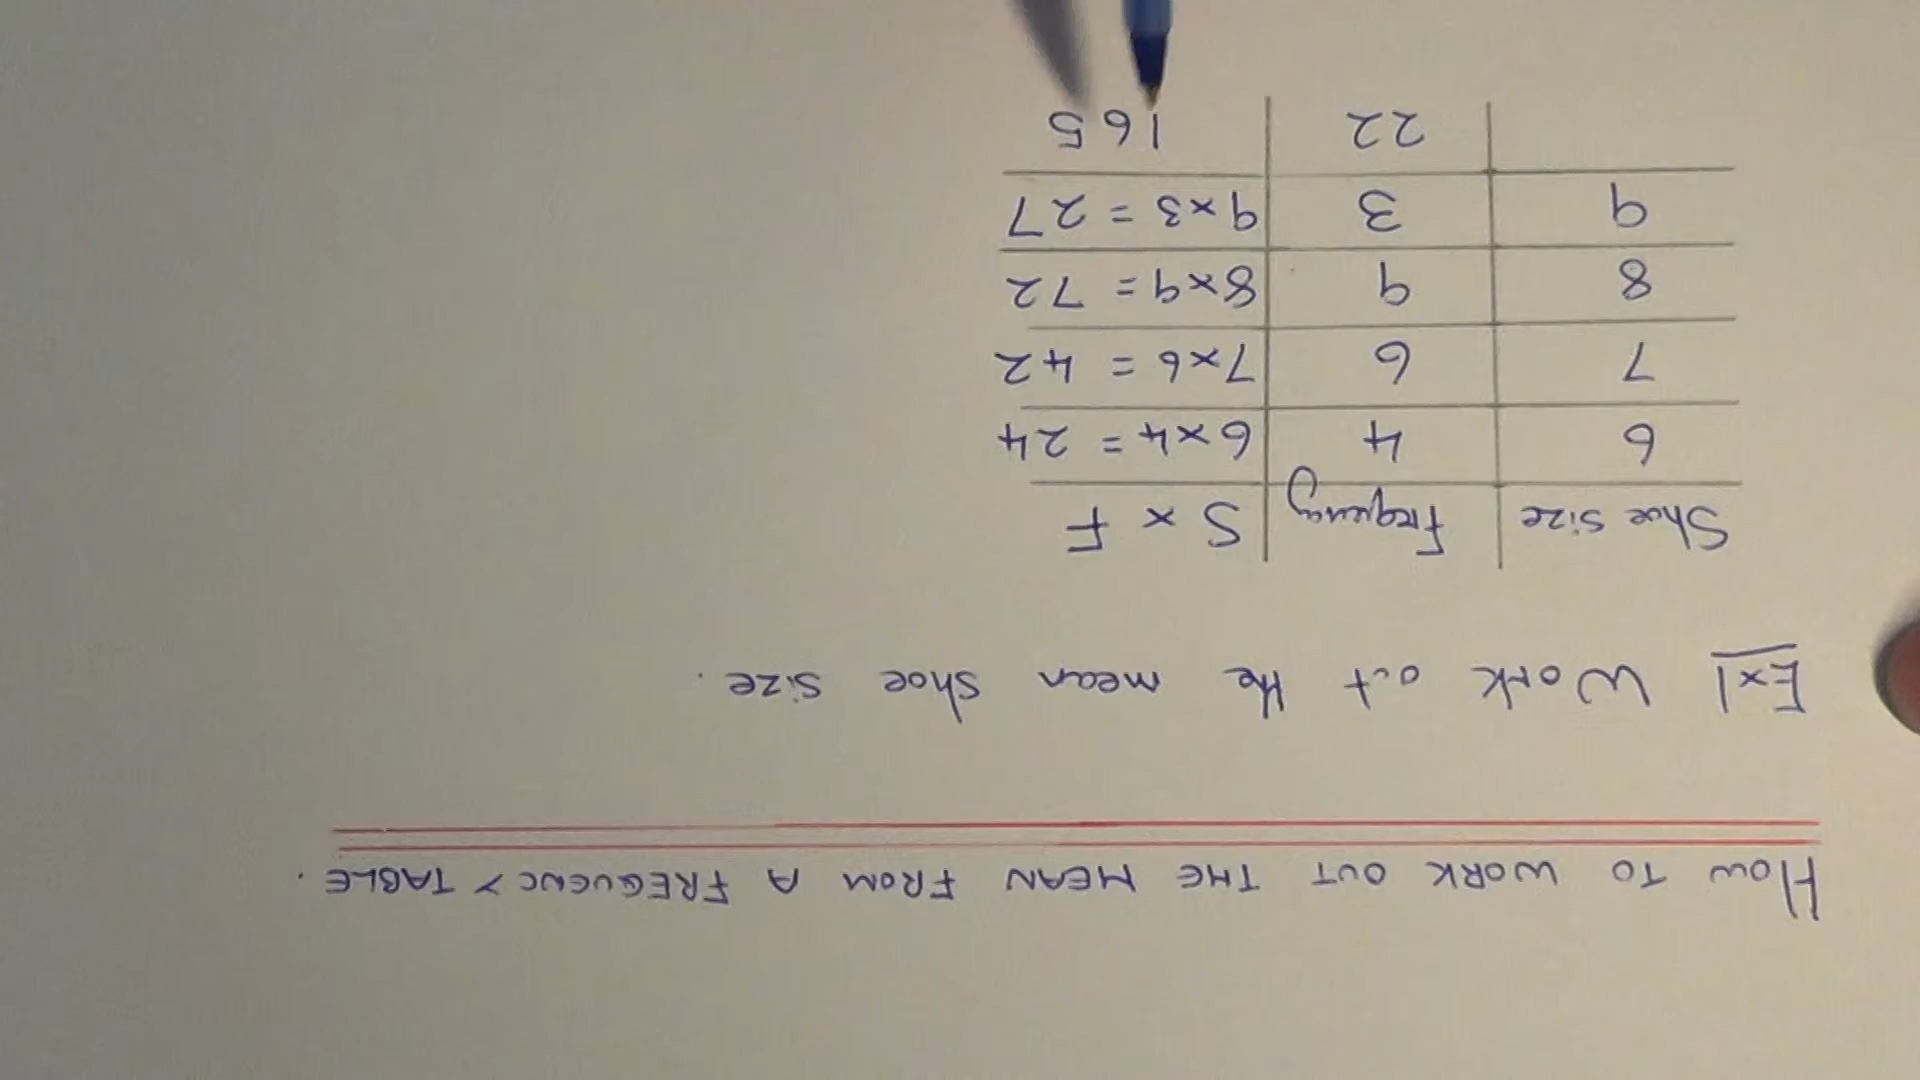 HOW TO WORK OUT THE MEAN FROM A FREQUENCY TABLE.
Ex1 Work out the mean shoe size.
Shoe size Frequency S × F
6 4 6×4 = 24
7 6 7×6 = 42
8 9 8×9 = 72
9 3 9×3 = 27
22 165